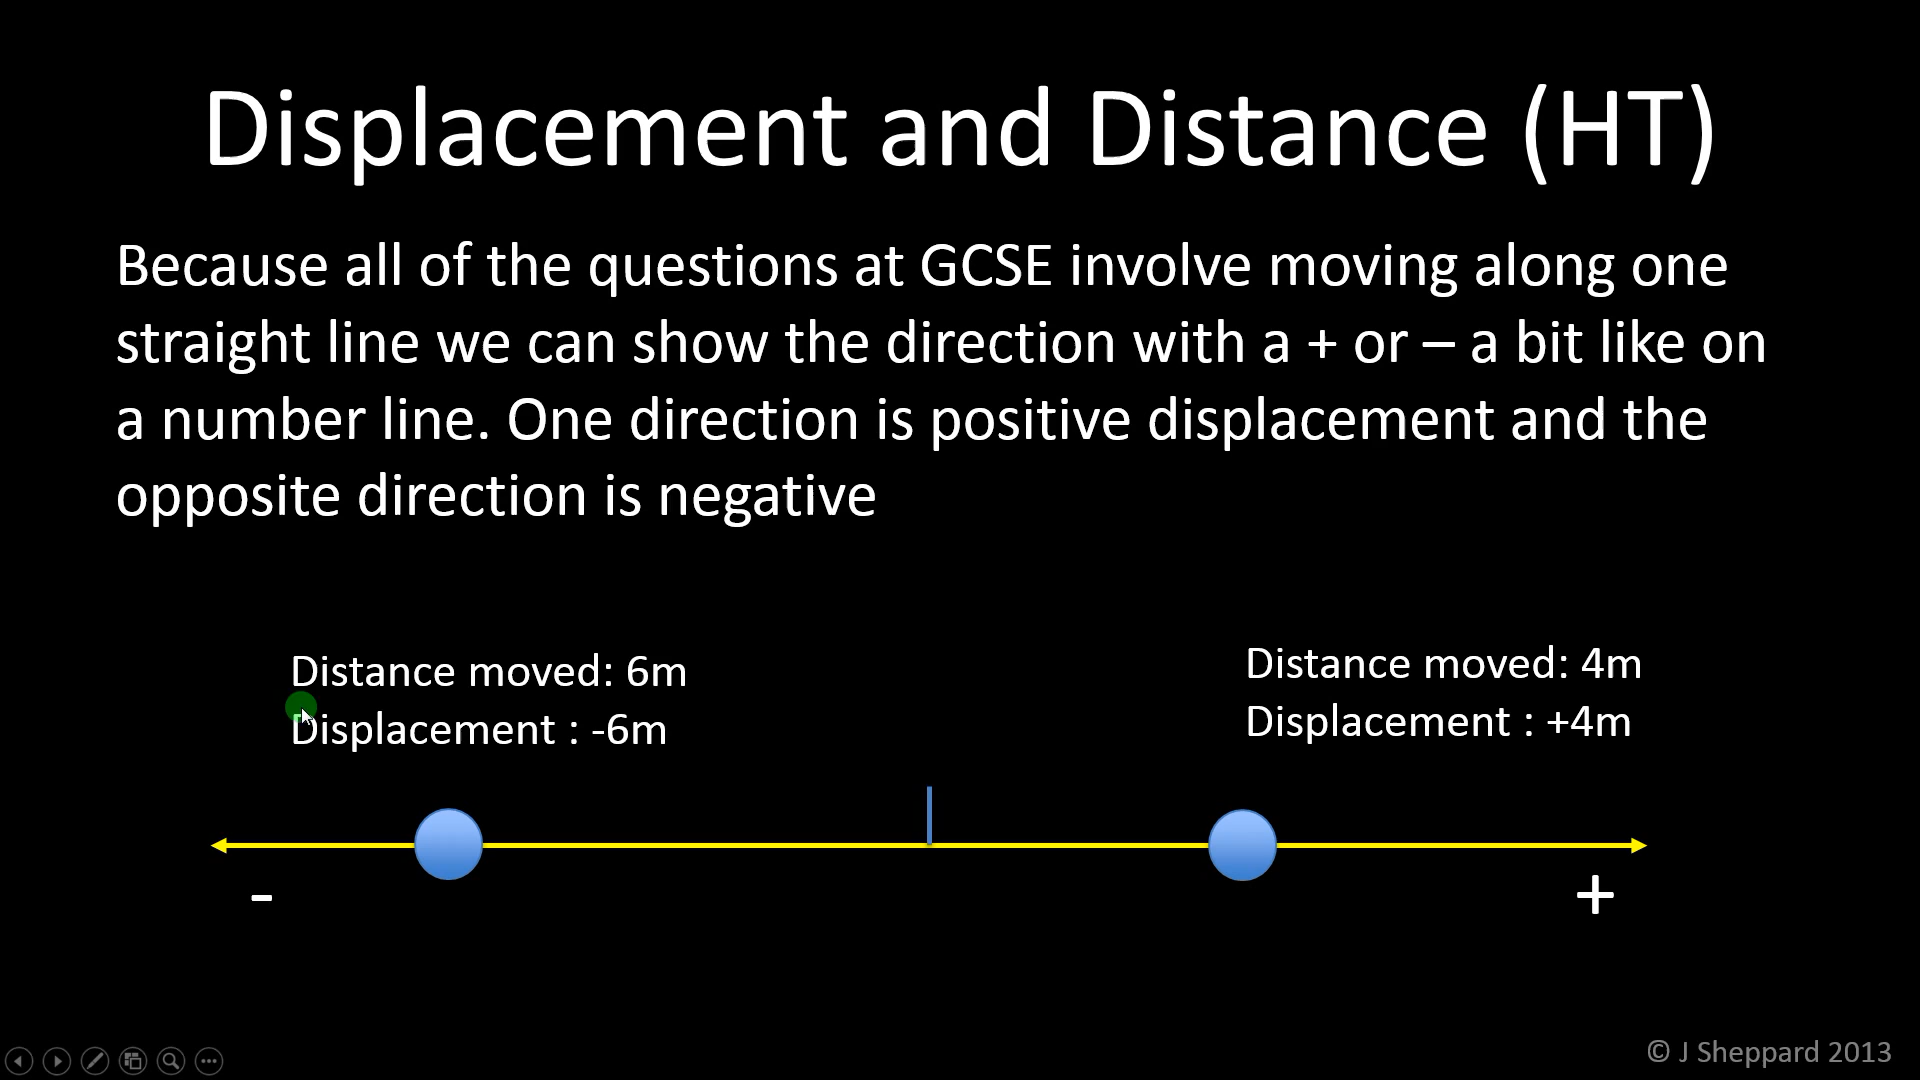 Displacement and Distance (HT)
Because all of the questions at GCSE involve moving along one
straight line we can show the direction with a + or – a bit like on
a number line. One direction is positive displacement and the
opposite direction is negative
Distance moved: 6m
Displacement : -6m
Distance moved: 4m
Displacement : +4m
-
+
© J Sheppard 2013